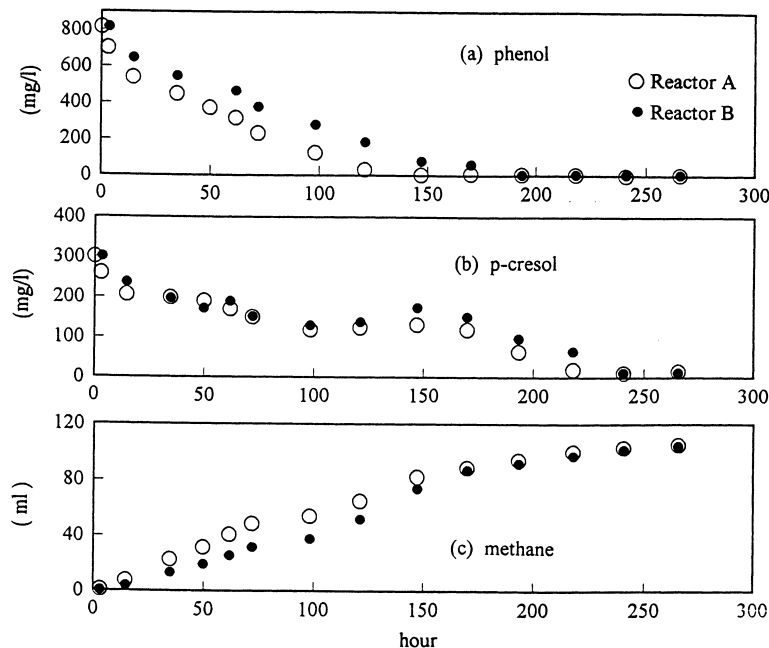 800
600
400
200
0
(mg/l)
(a) phenol
Reactor A
Reactor B
0 50 100 150 200 250 300
400
300
200
100
0
(mg/l)
(b) p-cresol
0 50 100 150 200 250 300
120
80
40
0
( ml )
(c) methane
0 50 100 150 200 250 300
hour